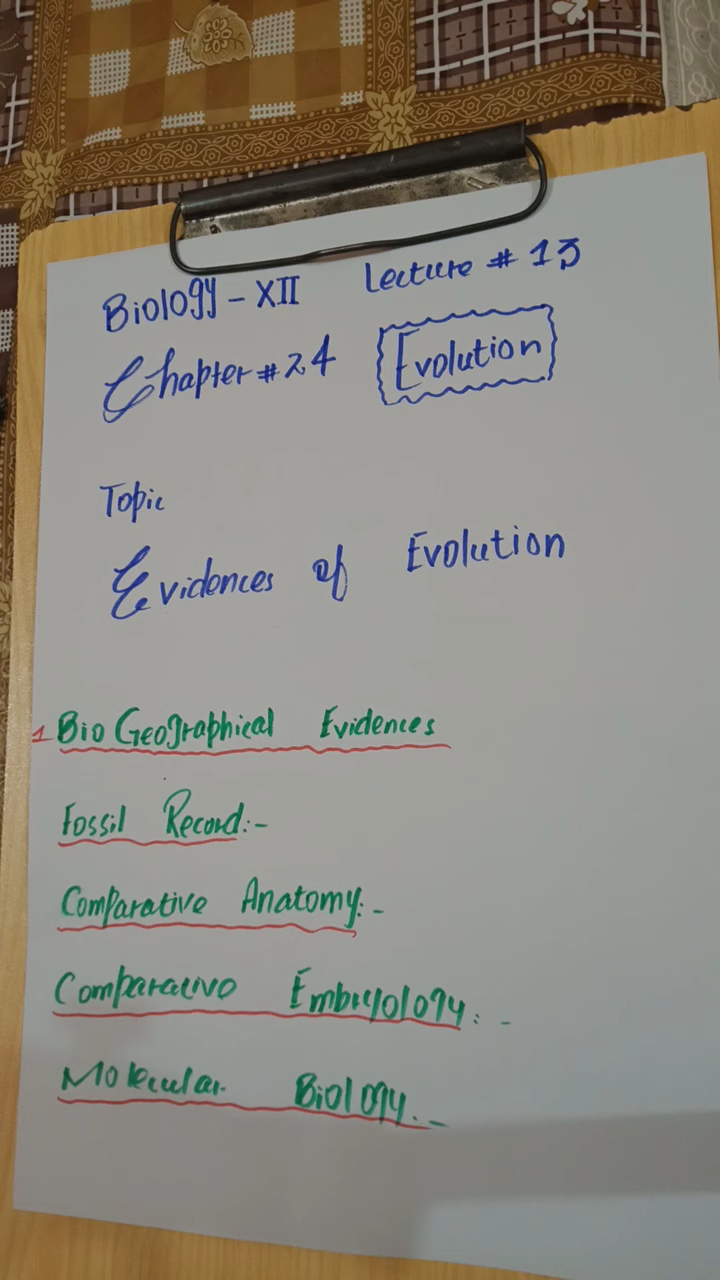 Biology - XII Lecture # 13
Chapter # 24 Evolution
Topic
Evidences of Evolution
1 Bio Geographical Evidences
Fossil Record:-
Comparative Anatomy:-
Comparative Embryology:-
Molecular Biology.-